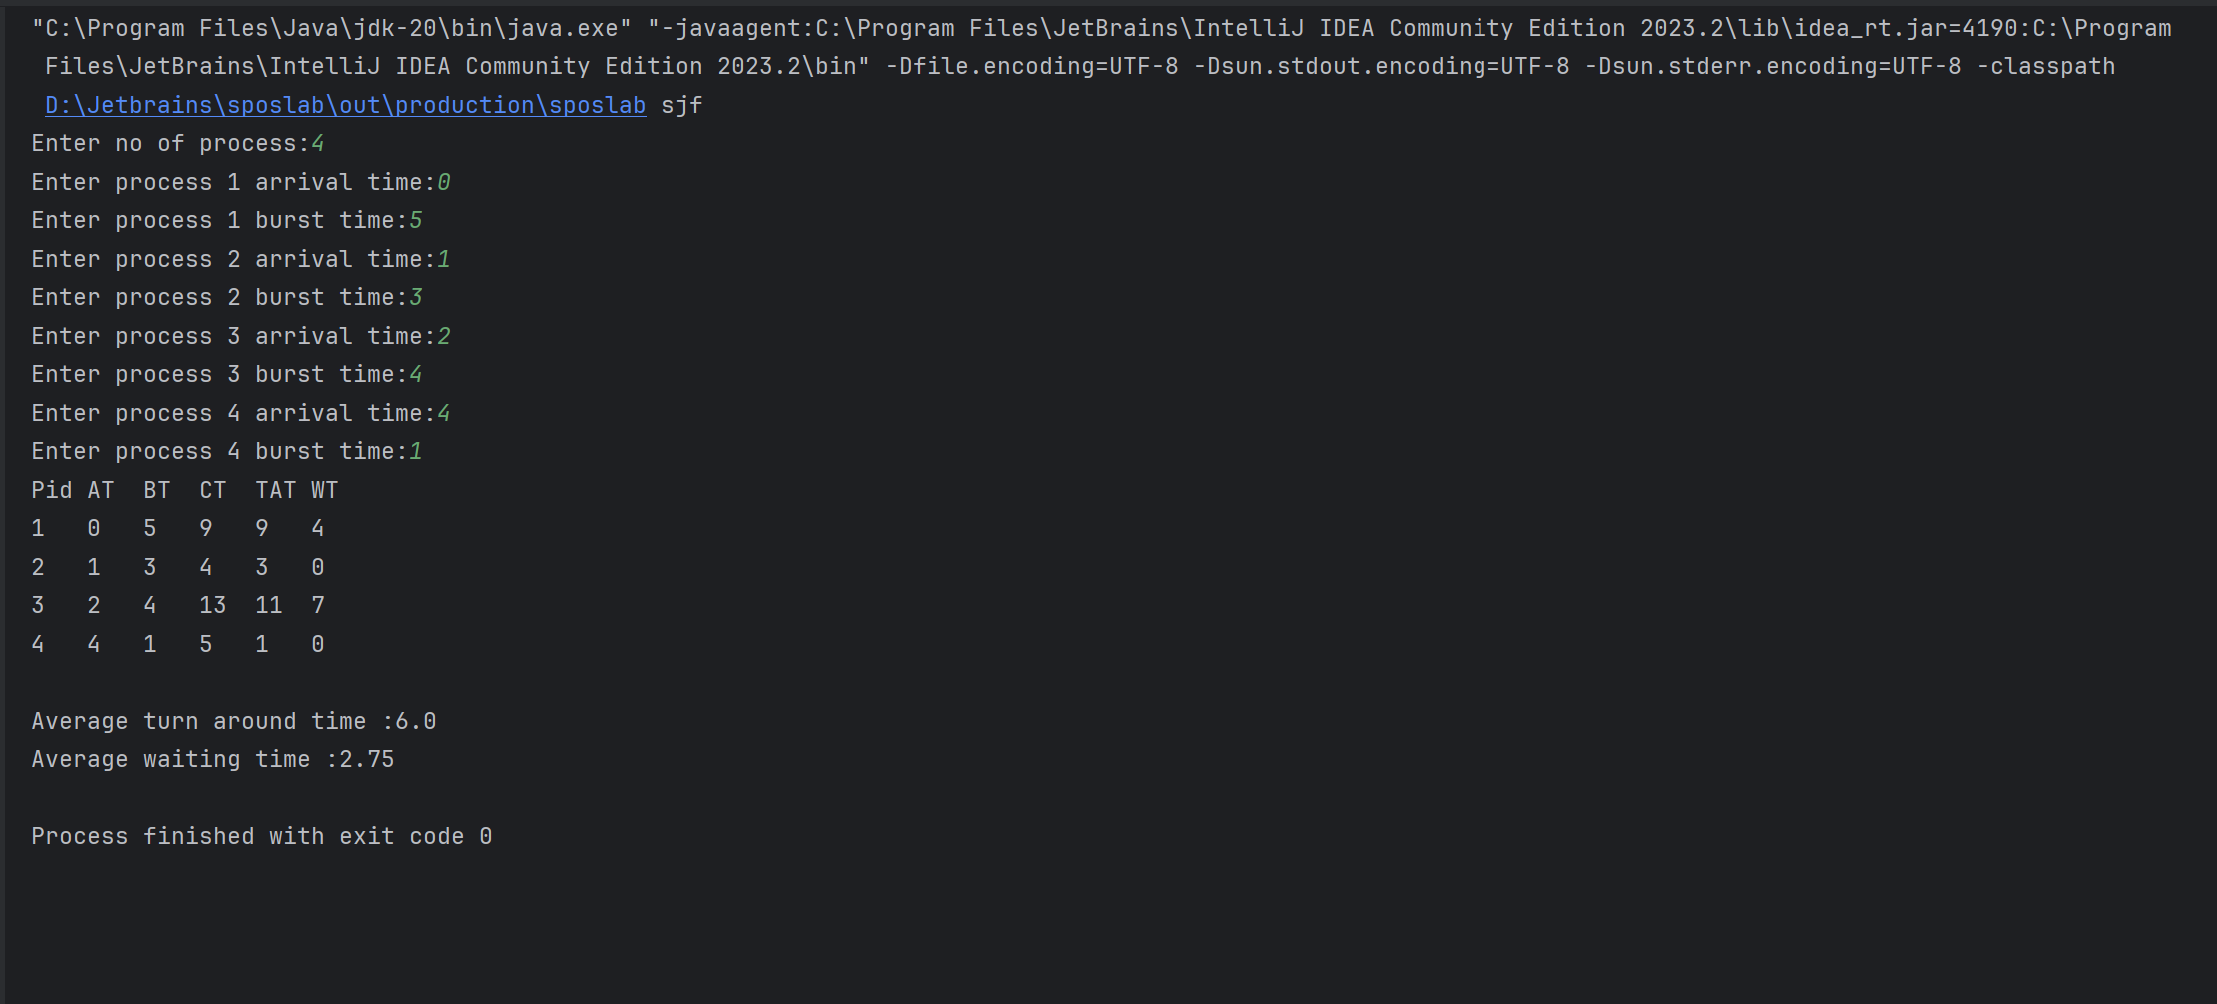 "C:\Program Files\Java\jdk-20\bin\java.exe" "-javaagent:C:\Program Files\JetBrains\IntelliJ IDEA Community Edition 2023.2\lib\idea_rt.jar=4190:C:\Program
Files\JetBrains\IntelliJ IDEA Community Edition 2023.2\bin" -Dfile.encoding=UTF-8 -Dsun.stdout.encoding=UTF-8 -Dsun.stderr.encoding=UTF-8 -classpath
D:\Jetbrains\sposlab\out\production\sposlab sjf
Enter no of process:4
Enter process 1 arrival time:0
Enter process 1 burst time:5
Enter process 2 arrival time:1
Enter process 2 burst time:3
Enter process 3 arrival time:2
Enter process 3 burst time:4
Enter process 4 arrival time:4
Enter process 4 burst time:1
Pid AT  BT  CT  TAT WT
1   0   5   9   9   4
2   1   3   4   3   0
3   2   4   13  11  7
4   4   1   5   1   0
Average turn around time :6.0
Average waiting time :2.75
Process finished with exit code 0